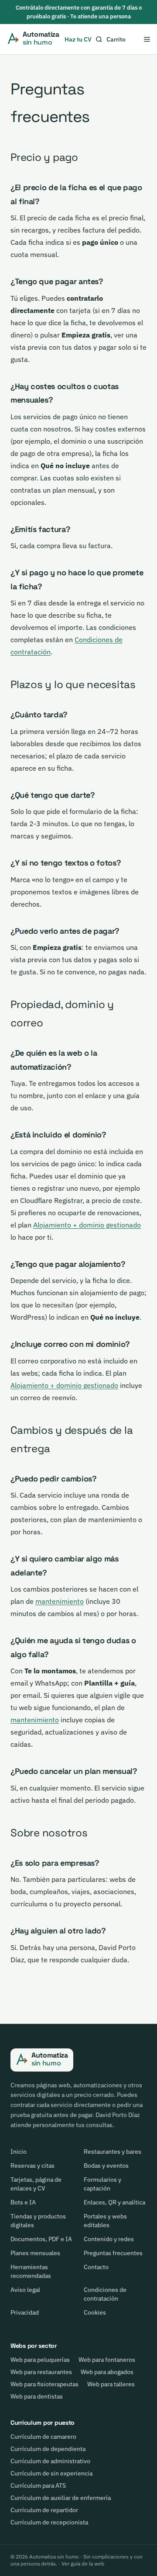 Contrátalo directamente con garantía de 7 días o
pruébalo gratis · Te atiende una persona
Automatiza
sin humo
Haz tu CV
Carrito
Preguntas
frecuentes
Precio y pago
¿El precio de la ficha es el que pago
al final?
Sí. El precio de cada ficha es el precio final,
sin recargos, y recibes factura del pedido.
Cada ficha indica si es pago único o una
cuota mensual.
¿Tengo que pagar antes?
Tú eliges. Puedes contratarlo
directamente con tarjeta (si en 7 días no
hace lo que dice la ficha, te devolvemos el
dinero) o pulsar Empieza gratis, ver una
vista previa con tus datos y pagar solo si te
gusta.
¿Hay costes ocultos o cuotas
mensuales?
Los servicios de pago único no tienen
cuota con nosotros. Si hay costes externos
(por ejemplo, el dominio o una suscripción
de pago de otra empresa), la ficha los
indica en Qué no incluye antes de
comprar. Las cuotas solo existen si
contratas un plan mensual, y son
opcionales.
¿Emitís factura?
Sí, cada compra lleva su factura.
¿Y si pago y no hace lo que promete
la ficha?
Si en 7 días desde la entrega el servicio no
hace lo que describe su ficha, te
devolvemos el importe. Las condiciones
completas están en Condiciones de
contratación.
Plazos y lo que necesitas
¿Cuánto tarda?
La primera versión llega en 24–72 horas
laborables desde que recibimos los datos
necesarios; el plazo de cada servicio
aparece en su ficha.
¿Qué tengo que darte?
Solo lo que pide el formulario de la ficha:
tarda 2-3 minutos. Lo que no tengas, lo
marcas y seguimos.
¿Y si no tengo textos o fotos?
Marca «no lo tengo» en el campo y te
proponemos textos e imágenes libres de
derechos.
¿Puedo verlo antes de pagar?
Sí, con Empieza gratis: te enviamos una
vista previa con tus datos y pagas solo si
te gusta. Si no te convence, no pagas nada.
Propiedad, dominio y
correo
¿De quién es la web o la
automatización?
Tuya. Te entregamos todos los accesos a
tu nombre, junto con el enlace y una guía
de uso.
¿Está incluido el dominio?
La compra del dominio no está incluida en
los servicios de pago único: lo indica cada
ficha. Puedes usar el dominio que ya
tienes o registrar uno nuevo, por ejemplo
en Cloudflare Registrar, a precio de coste.
Si prefieres no ocuparte de renovaciones,
el plan Alojamiento + dominio gestionado
lo hace por ti.
¿Tengo que pagar alojamiento?
Depende del servicio, y la ficha lo dice.
Muchos funcionan sin alojamiento de pago;
los que lo necesitan (por ejemplo,
WordPress) lo indican en Qué no incluye.
¿Incluye correo con mi dominio?
El correo corporativo no está incluido en
las webs; cada ficha lo indica. El plan
Alojamiento + dominio gestionado incluye
un correo de reenvío.
Cambios y después de la
entrega
¿Puedo pedir cambios?
Sí. Cada servicio incluye una ronda de
cambios sobre lo entregado. Cambios
posteriores, con plan de mantenimiento o
por horas.
¿Y si quiero cambiar algo más
adelante?
Los cambios posteriores se hacen con el
plan de mantenimiento (incluye 30
minutos de cambios al mes) o por horas.
¿Quién me ayuda si tengo dudas o
algo falla?
Con Te lo montamos, te atendemos por
email y WhatsApp; con Plantilla + guía,
por email. Si quieres que alguien vigile que
tu web sigue funcionando, el plan de
mantenimiento incluye copias de
seguridad, actualizaciones y aviso de
caídas.
¿Puedo cancelar un plan mensual?
Sí, en cualquier momento. El servicio sigue
activo hasta el final del periodo pagado.
Sobre nosotros
¿Es solo para empresas?
No. También para particulares: webs de
boda, cumpleaños, viajes, asociaciones,
currículums o tu proyecto personal.
¿Hay alguien al otro lado?
Sí. Detrás hay una persona, David Porto
Díaz, que te responde cualquier duda.
Automatiza
sin humo
Creamos páginas web, automatizaciones y otros
servicios digitales a un precio cerrado. Puedes
contratar cada servicio directamente o pedir una
prueba gratuita antes de pagar. David Porto Díaz
atiende personalmente tus consultas.
Inicio
Restaurantes y bares
Reservas y citas
Bodas y eventos
Tarjetas, página de
enlaces y CV
Formularios y
captación
Bots e IA
Enlaces, QR y analítica
Tiendas y productos
digitales
Portales y webs
editables
Documentos, PDF e IA
Contenido y redes
Planes mensuales
Preguntas frecuentes
Herramientas
recomendadas
Contacto
Aviso legal
Condiciones de
contratación
Privacidad
Cookies
Webs por sector
Web para peluquerías
Web para fontaneros
Web para restaurantes
Web para abogados
Web para fisioterapeutas
Web para talleres
Web para dentistas
Currículum por puesto
Currículum de camarero
Currículum de dependienta
Currículum de administrativo
Currículum de sin experiencia
Currículum para ATS
Currículum de auxiliar de enfermería
Currículum de repartidor
Currículum de recepcionista
© 2026 Automatiza sin humo · Sin complicaciones y con
una persona detrás. · Ver guía de la web